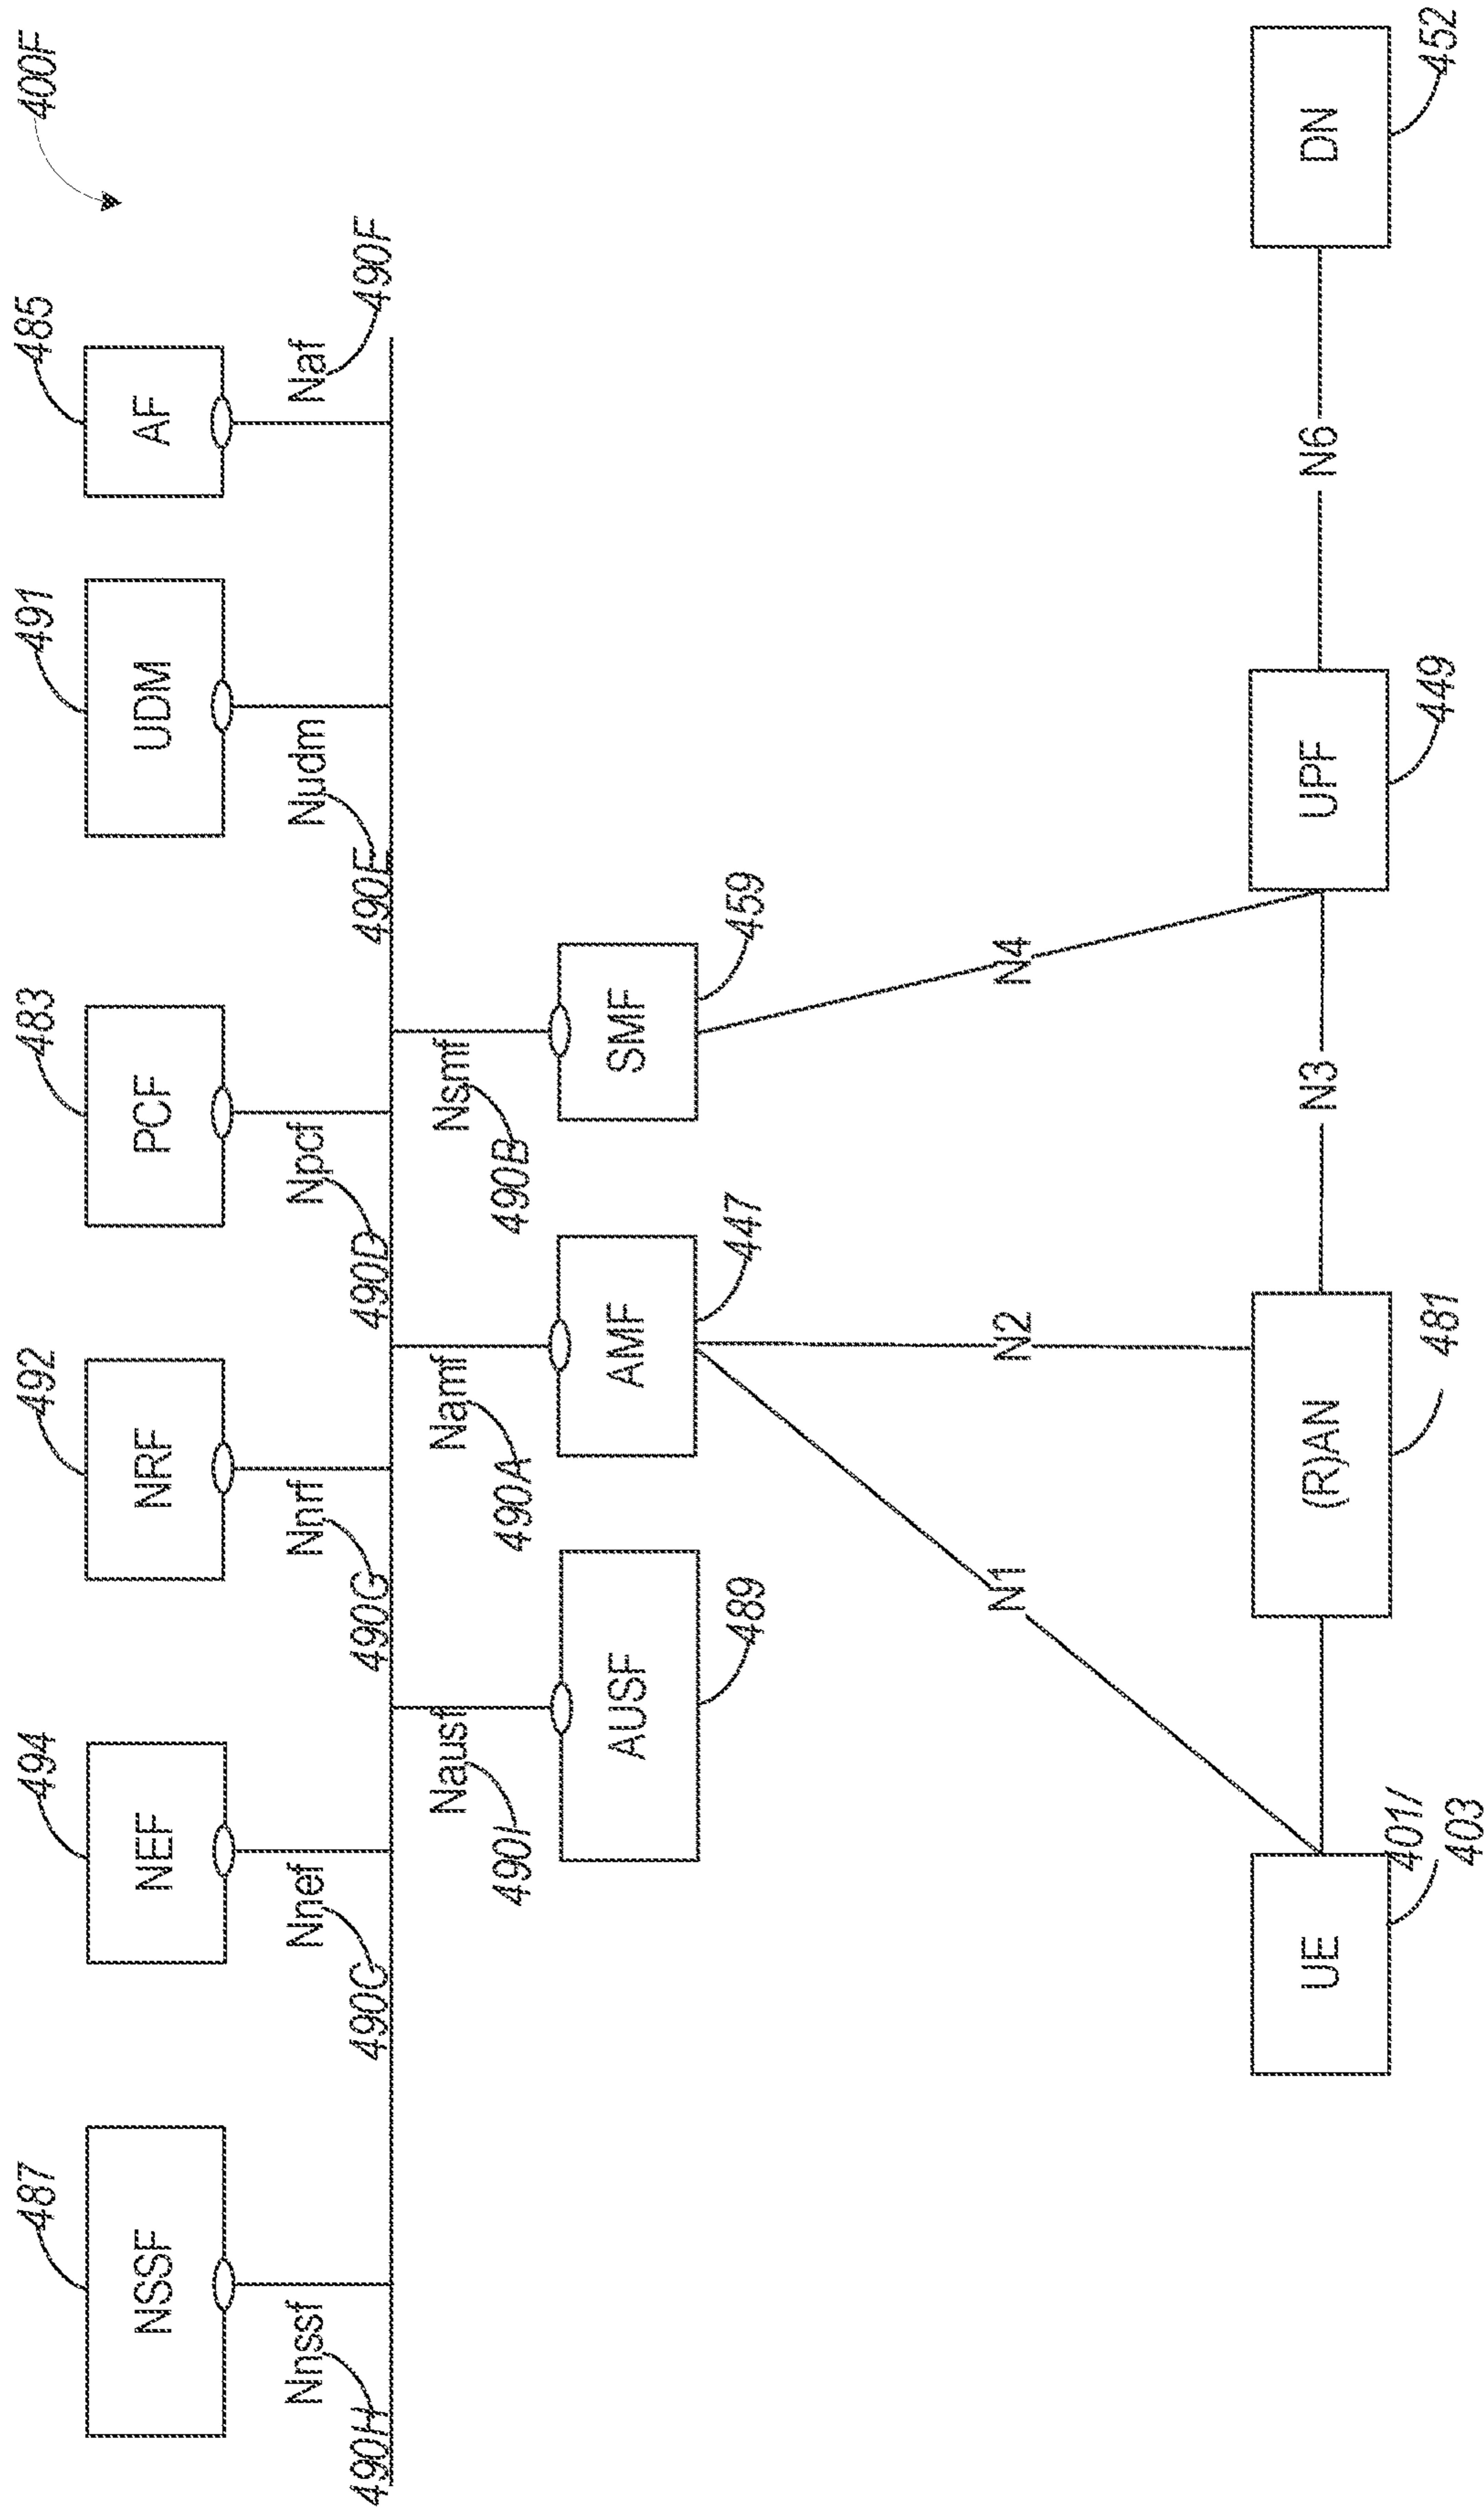 400F
487
494
492
483
491
485
NSSF
NEF
NRF
PCF
UDM
AF
Nnssf
Nnef
Nnrf
Npcf
Nudm
Naf
490H
490C
490G
490D
490E
490F
Nausf
Namf
Nsmf
490I
490A
490B
AUSF
AMF
SMF
489
447
459
N1
N2
N4
UE
(R)AN
N3
UPF
N6
DN
401/
403
481
449
452